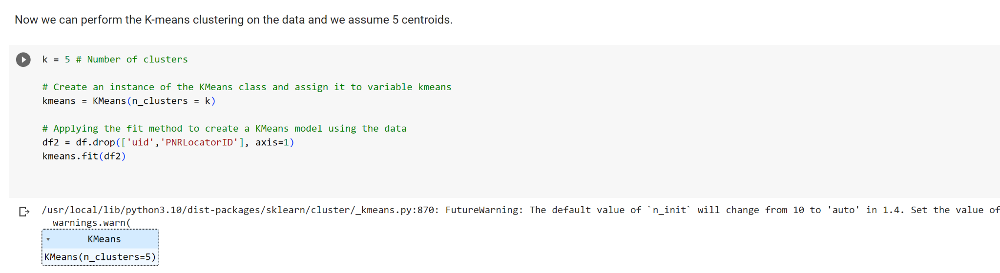 Now we can perform the K-means clustering on the data and we assume 5 centroids.
k = 5 # Number of clusters
# Create an instance of the KMeans class and assign it to variable kmeans
kmeans = KMeans(n_clusters = k)
# Applying the fit method to create a KMeans model using the data
df2 = df.drop(['uid','PNRLocatorID'], axis=1)
kmeans.fit(df2)
/usr/local/lib/python3.10/dist-packages/sklearn/cluster/_kmeans.py:870: FutureWarning: The default value of `n_init` will change from 10 to 'auto' in 1.4. Set the value of
warnings.warn(
▾ KMeans
KMeans(n_clusters=5)